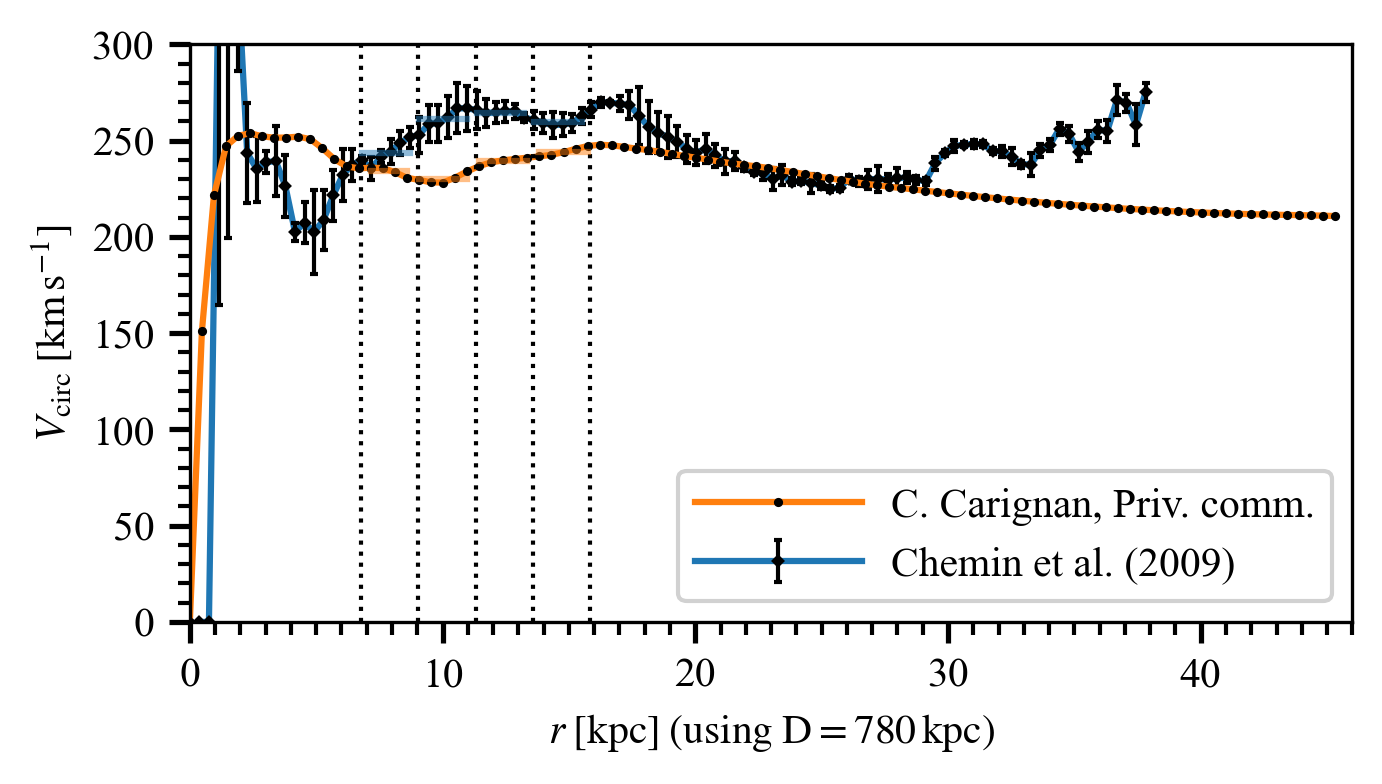 300
250
200
150
100
50
0
V_circ [km s⁻¹]
0 10 20 30 40
r [kpc] (using D = 780 kpc)
C. Carignan, Priv. comm.
Chemin et al. (2009)